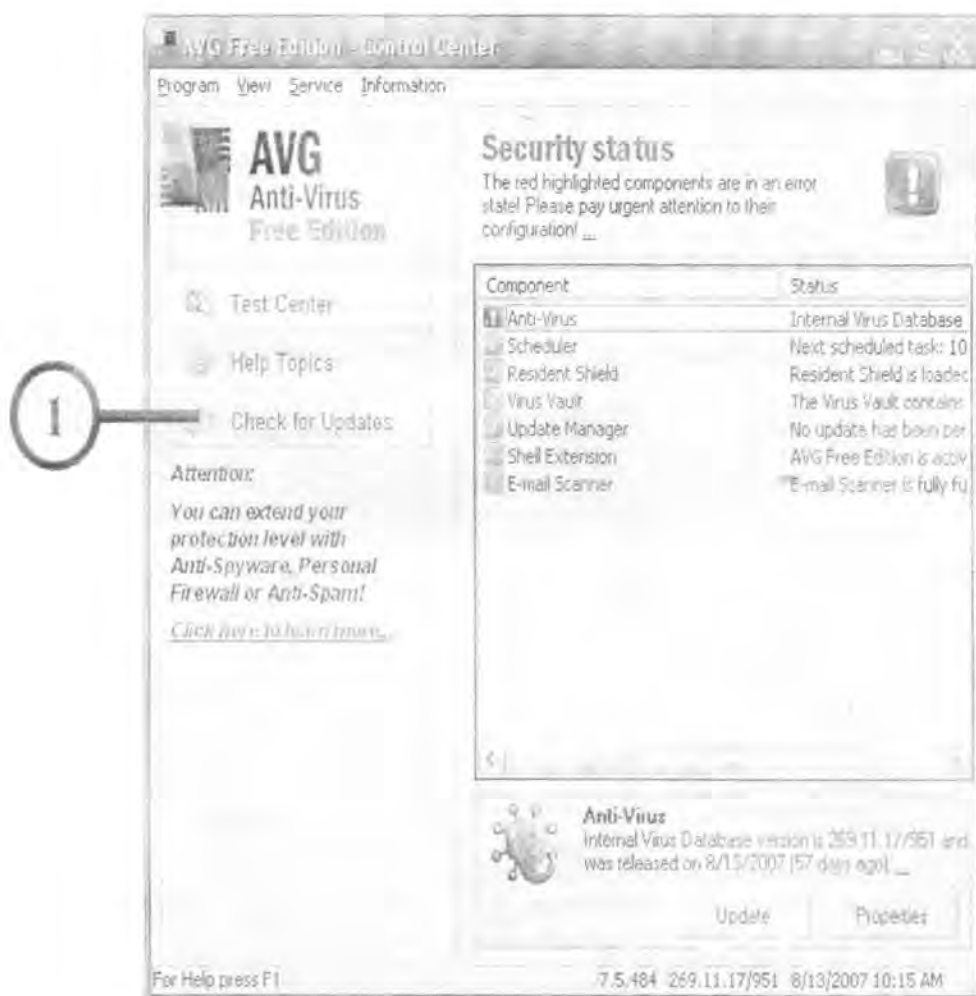 AVG Free Edition - Control Center
Program View Service Information
AVG
Anti-Virus
Free Edition
Test Center
Help Topics
1
Check for Updates
Attention:
You can extend your
protection level with
Anti-Spyware, Personal
Firewall or Anti-Spam!
Click here to learn more...
Security status
The red highlighted components are in an error
state! Please pay urgent attention to their
configuration! ...
Component Status
Anti-Virus Internal Virus Database
Scheduler Next scheduled task: 10
Resident Shield Resident Shield is loaded
Virus Vault The Virus Vault contains
Update Manager No update has been per
Shell Extension AVG Free Edition is activ
E-mail Scanner E-mail Scanner is fully fu
Anti-Virus
Internal Virus Database version is 269.11.17/951 and
was released on 8/13/2007 (57 days ago). ...
Update Properties
For Help press F1 7.5.484 269.11.17/951 8/13/2007 10:15 AM